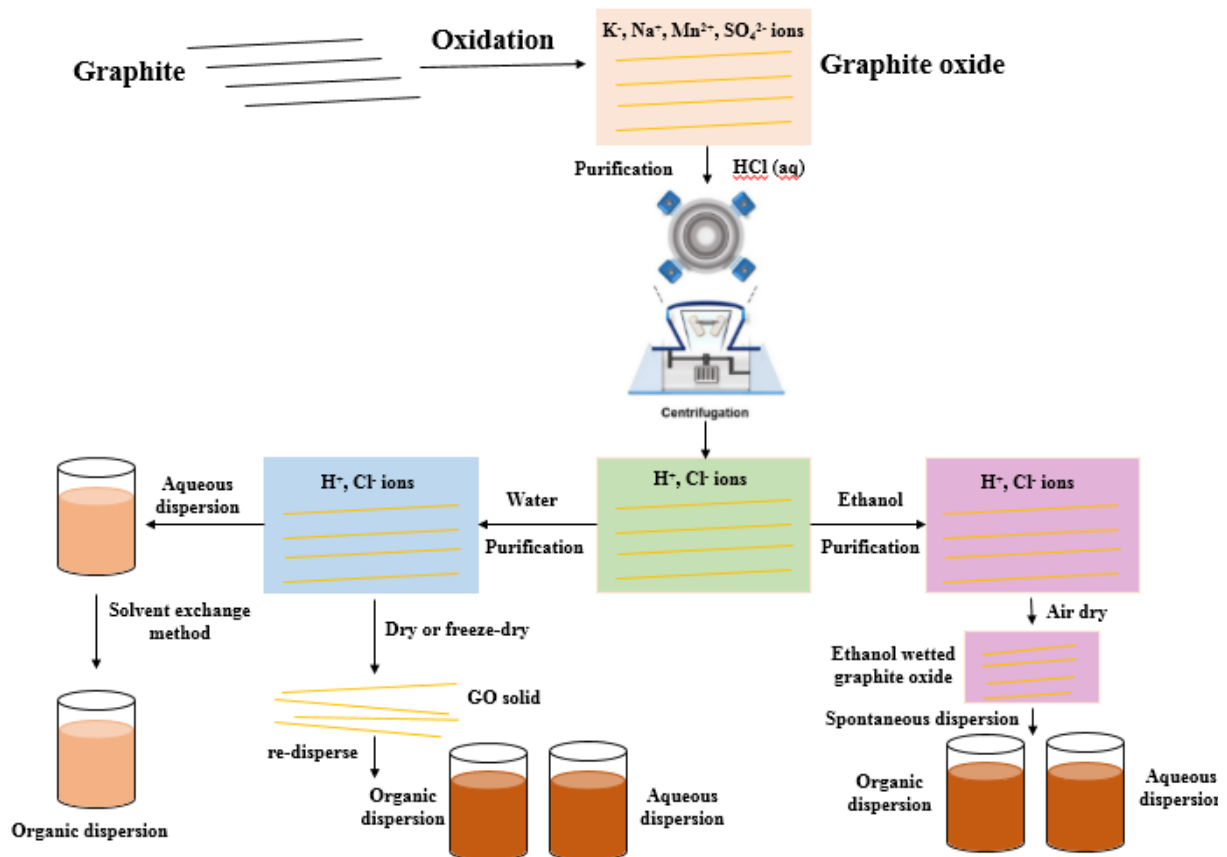 Graphite
Oxidation
K⁻, Na⁺, Mn²⁺, SO₄²⁻ ions
Graphite oxide
Purification
HCl (aq)
Centrifugation
Aqueous
dispersion
H⁺, Cl⁻ ions
Water
Purification
H⁺, Cl⁻ ions
Ethanol
Purification
H⁺, Cl⁻ ions
Solvent exchange
method
Dry or freeze-dry
Air dry
Ethanol wetted
graphite oxide
GO solid
Spontaneous dispersion
re-disperse
Organic
dispersion
Aqueous
dispersion
Organic
dispersion
Aqueous
dispersion
Organic dispersion